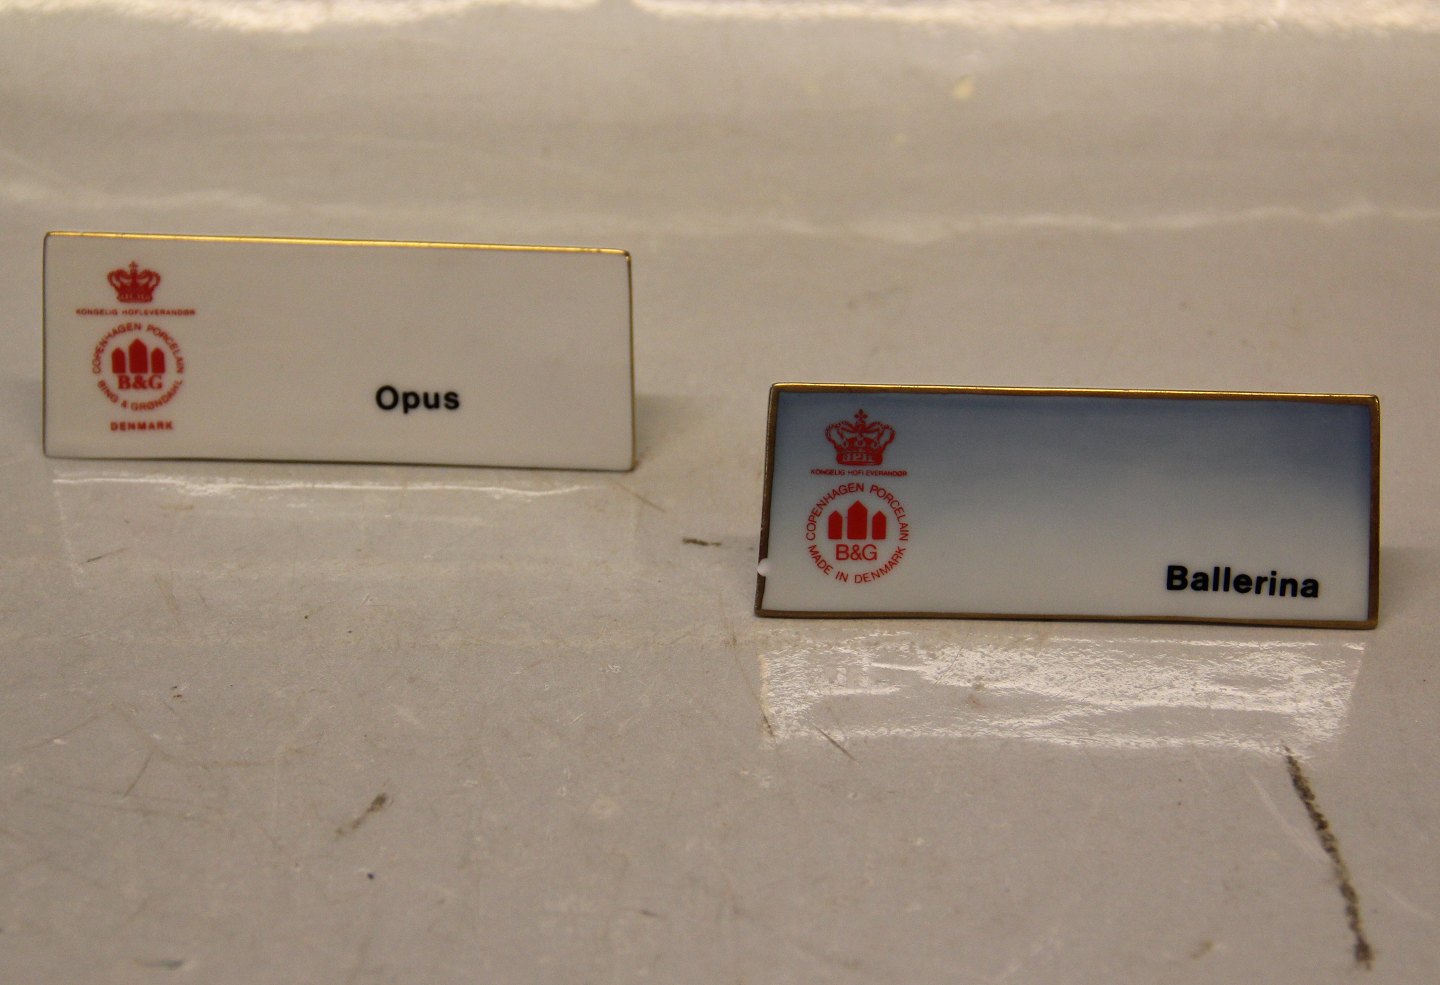 KONGELIG HOFLEVERANDØR
COPENHAGEN PORCELAIN
B&G
BING & GRØNDAHL
DENMARK
Opus
KONGELIG HOFLEVERANDØR
COPENHAGEN PORCELAIN
B&G
MADE IN DENMARK
Ballerina